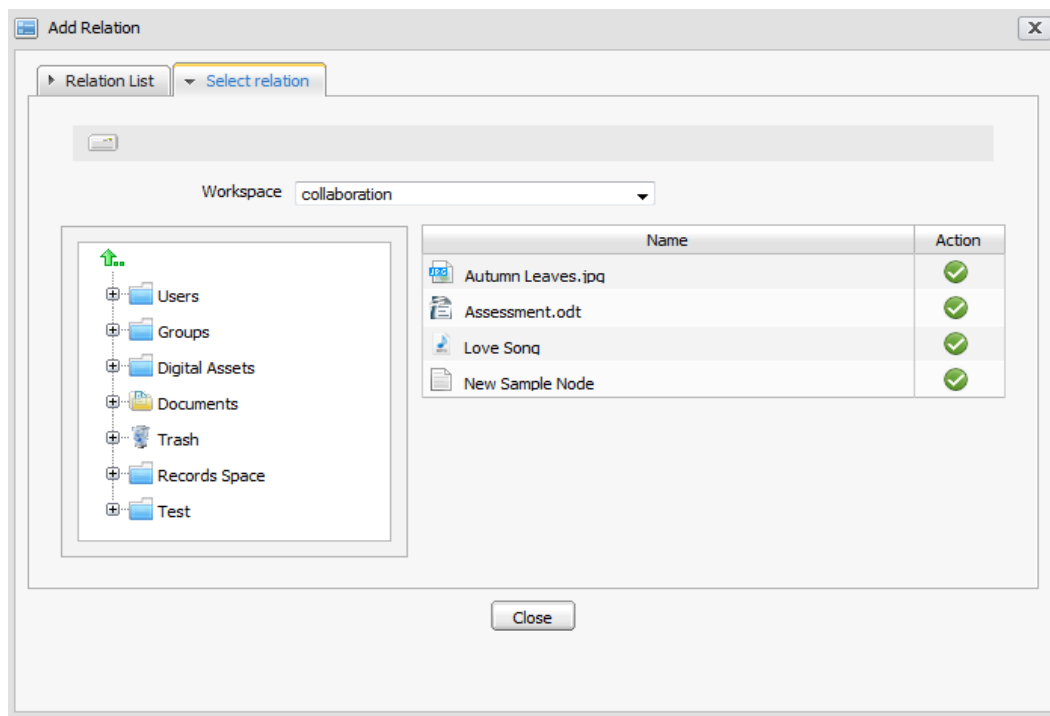 Add Relation
Relation List
Select relation
Workspace collaboration
Name Action
Users
Groups
Digital Assets
Documents
Trash
Records Space
Test
JPG Autumn Leaves.jpg
Assessment.odt
Love Song
New Sample Node
Close